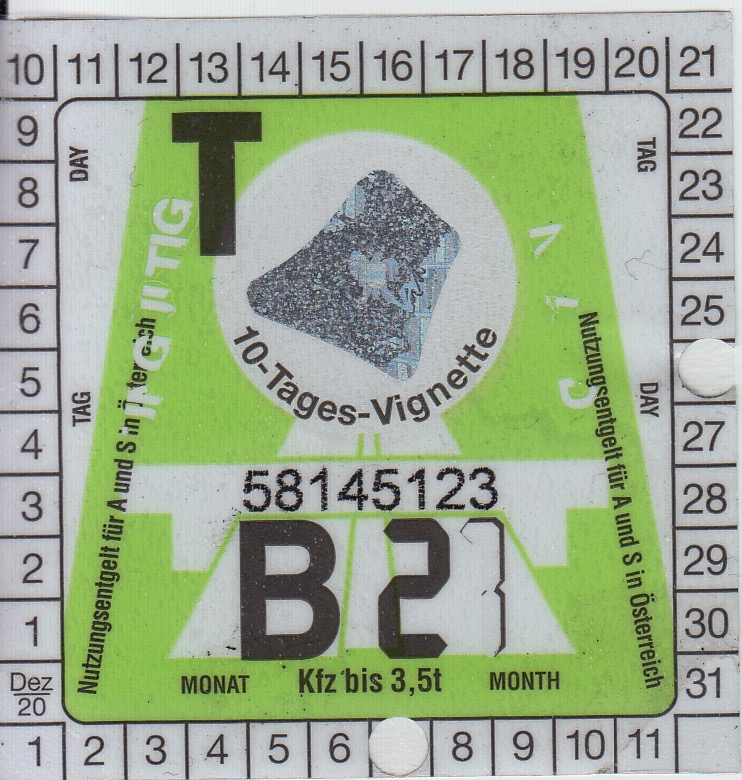 10 11 12 13 14 15 16 17 18 19 20 21
9 22
8 23
7 24
6 25
5
4 27
3 28
2 29
1 30
Dez 20 31
1 2 3 4 5 6 8 9 10 11
DAY
TAG
T
TAG
DAY
10-Tages-Vignette
58145123
B 2
MONAT Kfz bis 3,5t MONTH
Nutzungsentgelt für A und S in Österreich
Nutzungsentgelt für A und S in Österreich